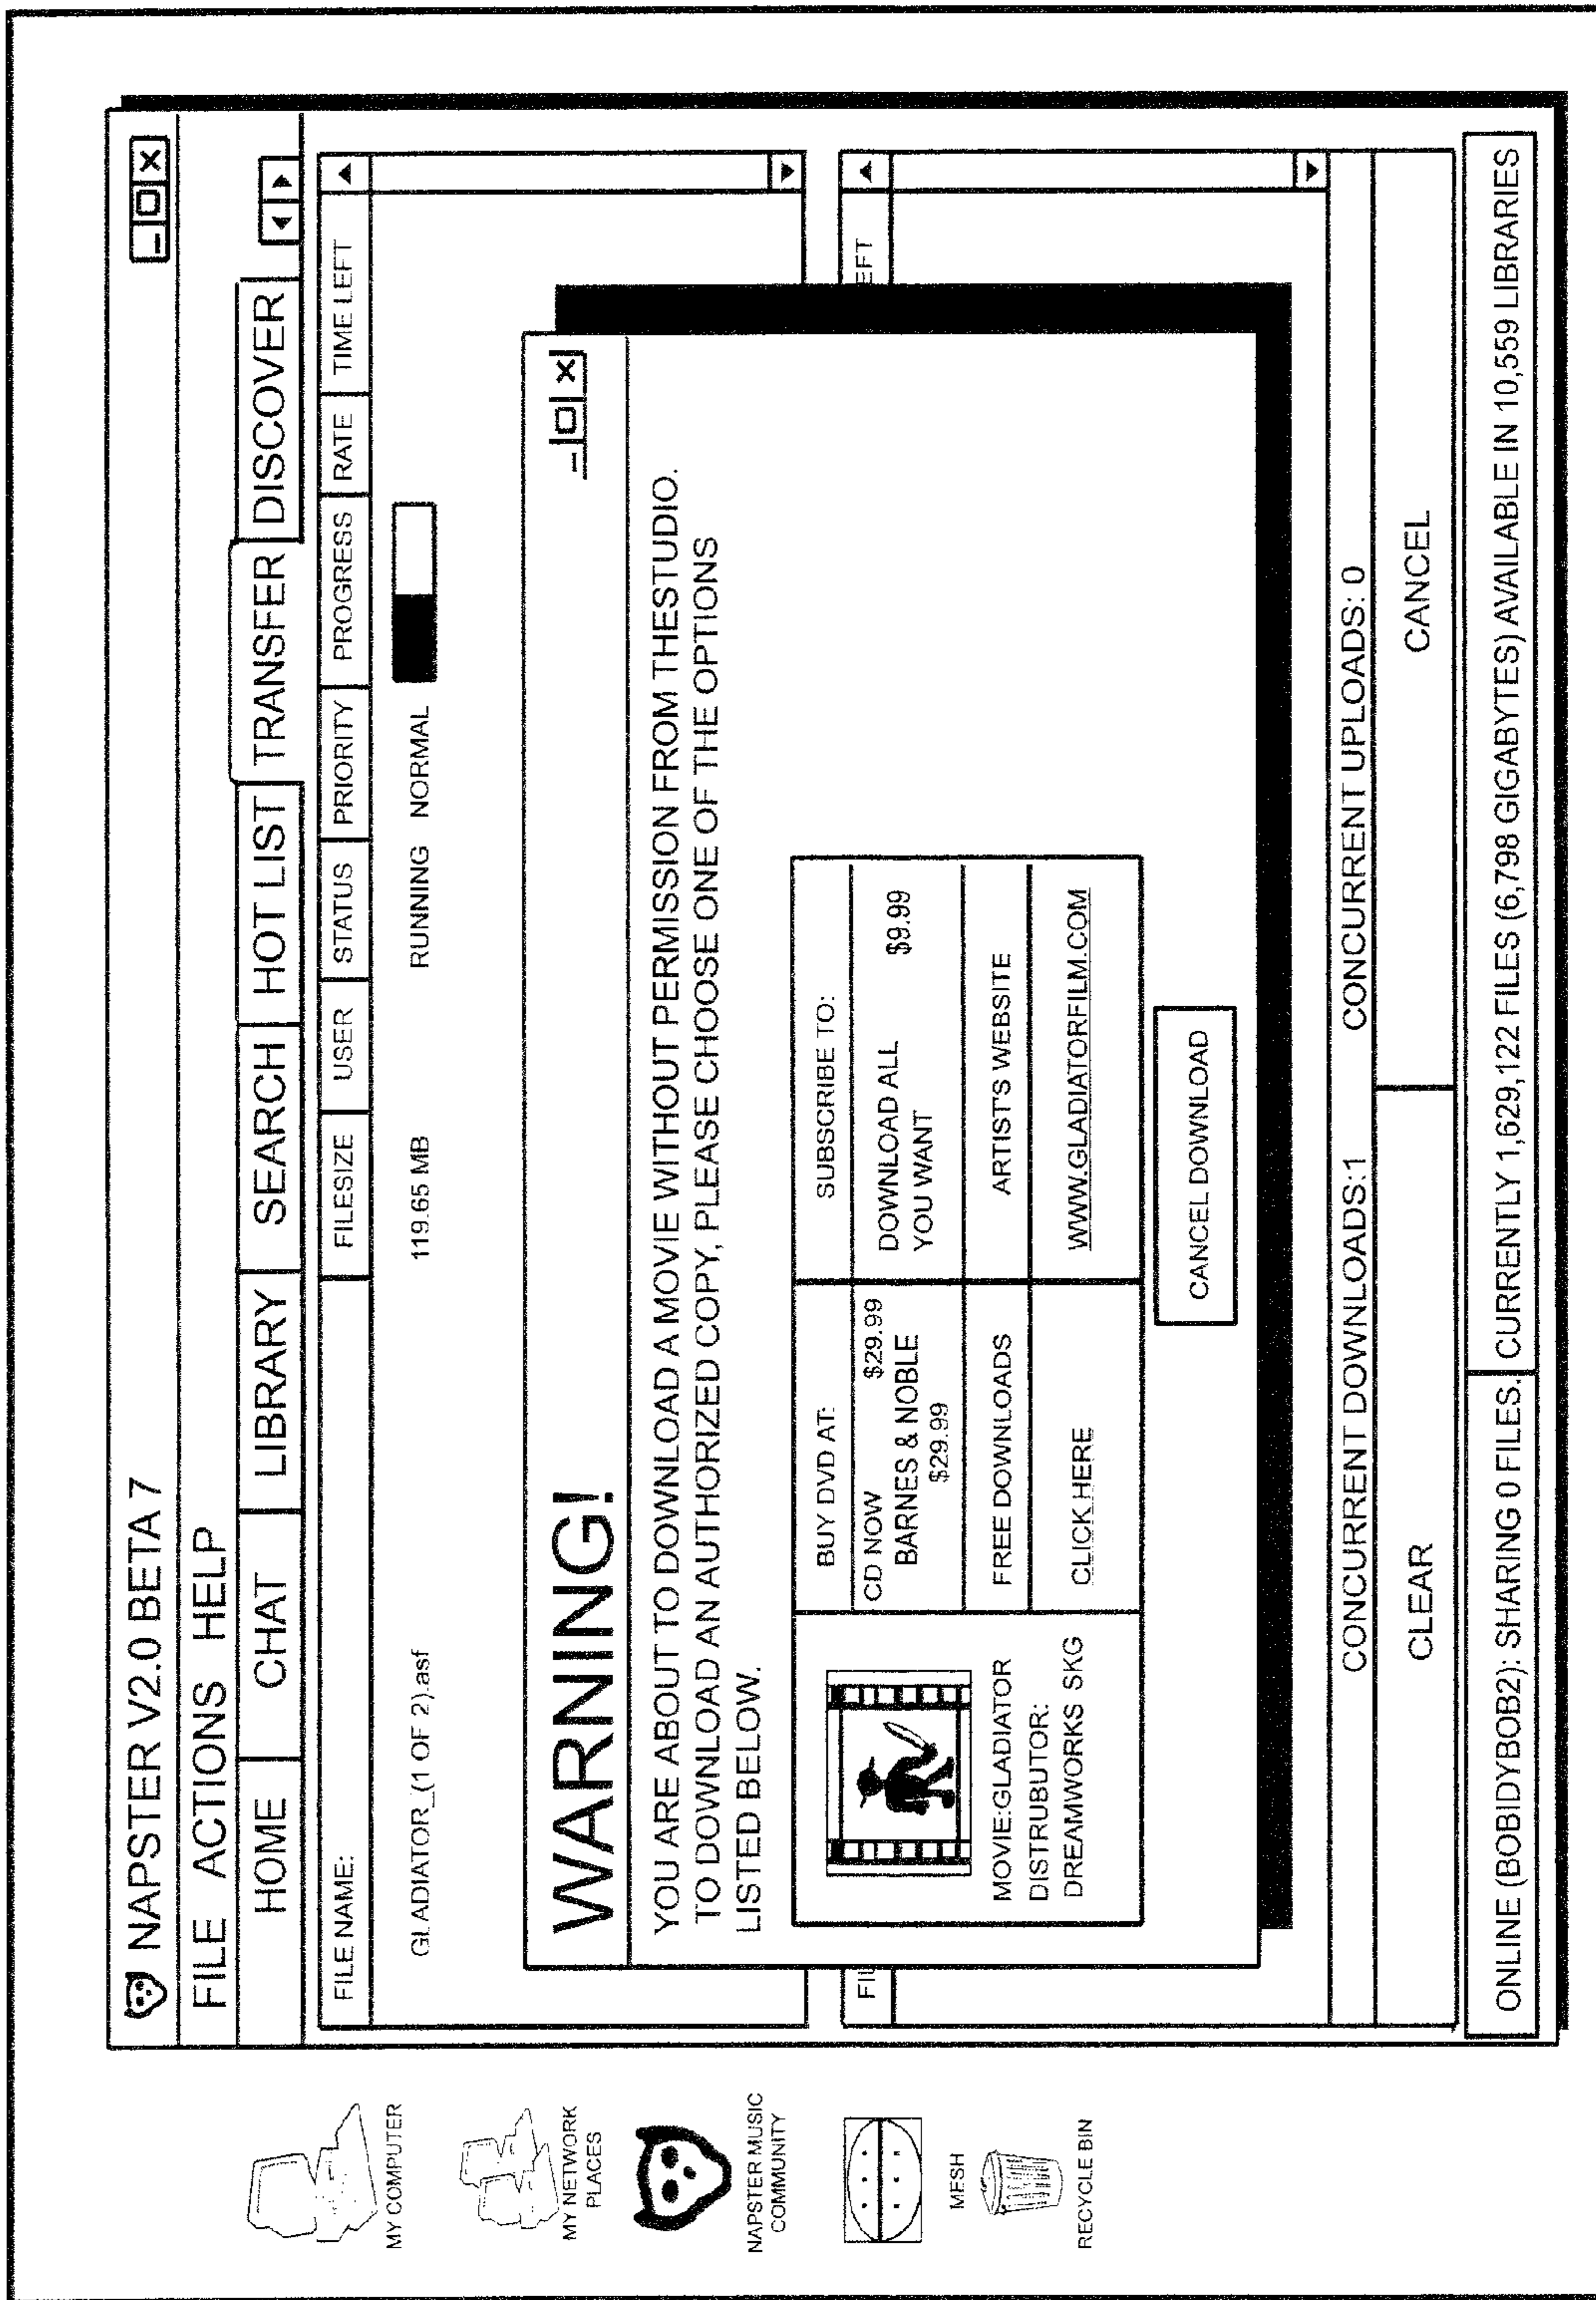 NAPSTER V2.0 BETA 7
FILE ACTIONS HELP
HOME CHAT LIBRARY SEARCH HOT LIST TRANSFER DISCOVER
FILE NAME: FILESIZE USER STATUS PRIORITY PROGRESS RATE TIME LEFT
GLADIATOR_(1 OF 2).asf 119.65 MB RUNNING NORMAL
WARNING!
YOU ARE ABOUT TO DOWNLOAD A MOVIE WITHOUT PERMISSION FROM THESTUDIO.
TO DOWNLOAD AN AUTHORIZED COPY, PLEASE CHOOSE ONE OF THE OPTIONS
LISTED BELOW.
MOVIE:GLADIATOR
DISTRUBUTOR:
DREAMWORKS SKG
BUY DVD AT:
CD NOW $29.99
BARNES & NOBLE
$29.99
SUBSCRIBE TO:
DOWNLOAD ALL $9.99
YOU WANT
FREE DOWNLOADS
CLICK HERE
ARTIST'S WEBSITE
WWW.GLADIATORFILM.COM
CANCEL DOWNLOAD
FIL EFT
CONCURRENT DOWNLOADS:1 CONCURRENT UPLOADS: 0
CLEAR CANCEL
ONLINE (BOBIDYBOB2): SHARING 0 FILES. CURRENTLY 1,629,122 FILES (6,798 GIGABYTES) AVAILABLE IN 10,559 LIBRARIES
MY COMPUTER
MY NETWORK
PLACES
NAPSTER MUSIC
COMMUNITY
MESH
RECYCLE BIN